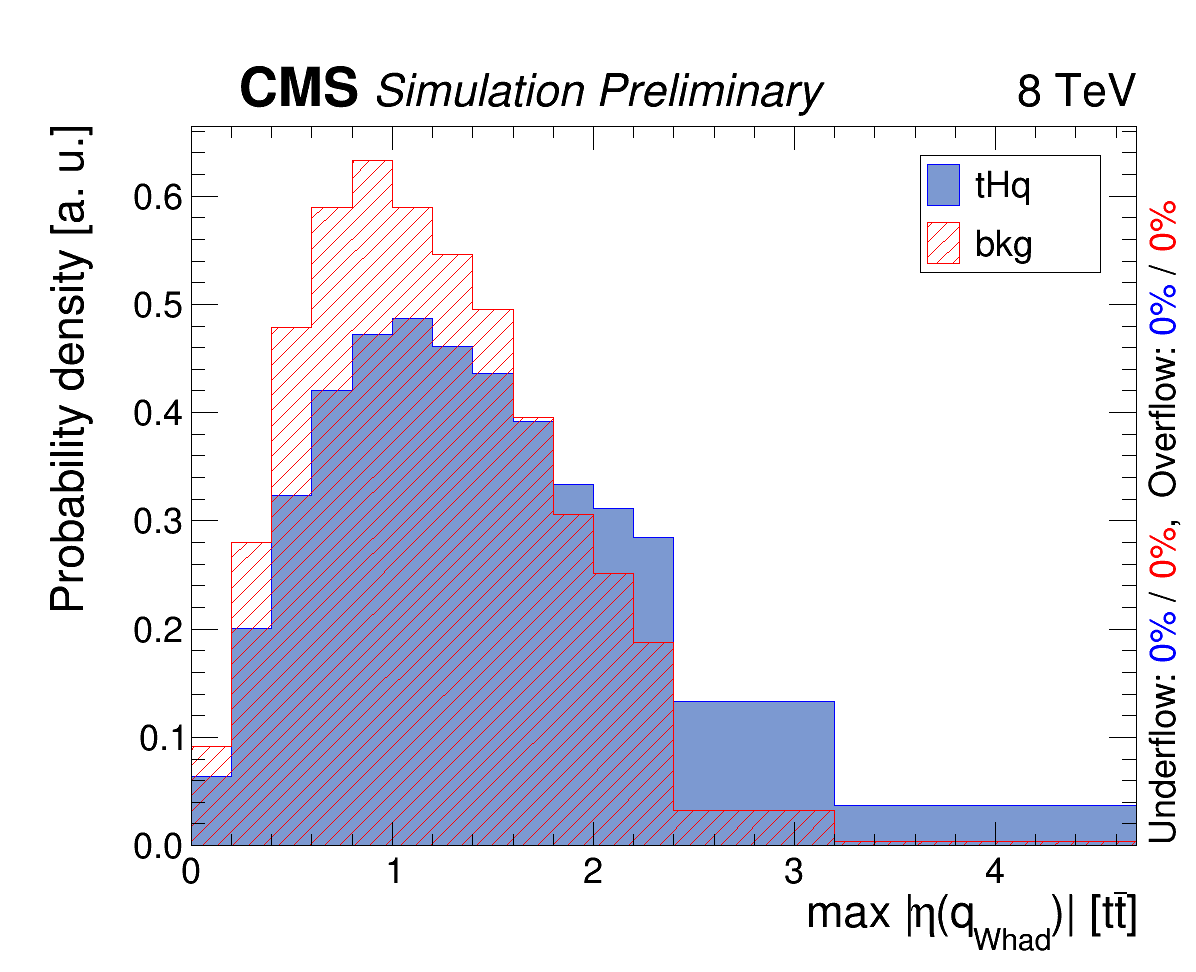 CMS Simulation Preliminary 8 TeV
Probability density [a. u.]
0.6
0.5
0.4
0.3
0.2
0.1
0.0
0 1 2 3 4
max |η(q_Whad)| [tt̄]
tHq
bkg
Underflow: 0% / 0%, Overflow: 0% / 0%